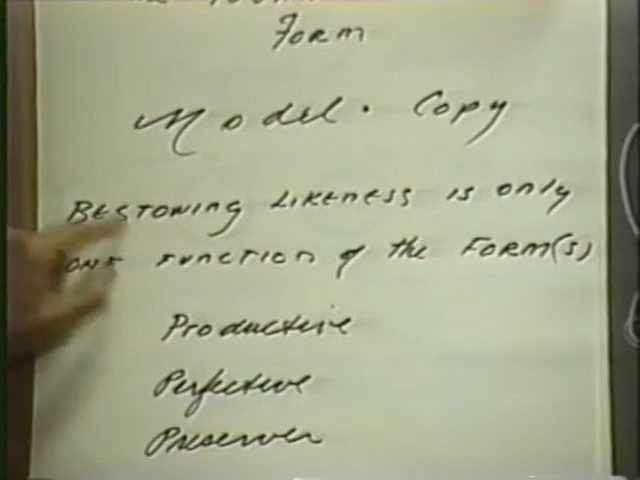 Form
Model · Copy
BESTOWING LIKENESS is only
ONE FUNCTION of the FORM(S)
Productive
Perfective
Preserver